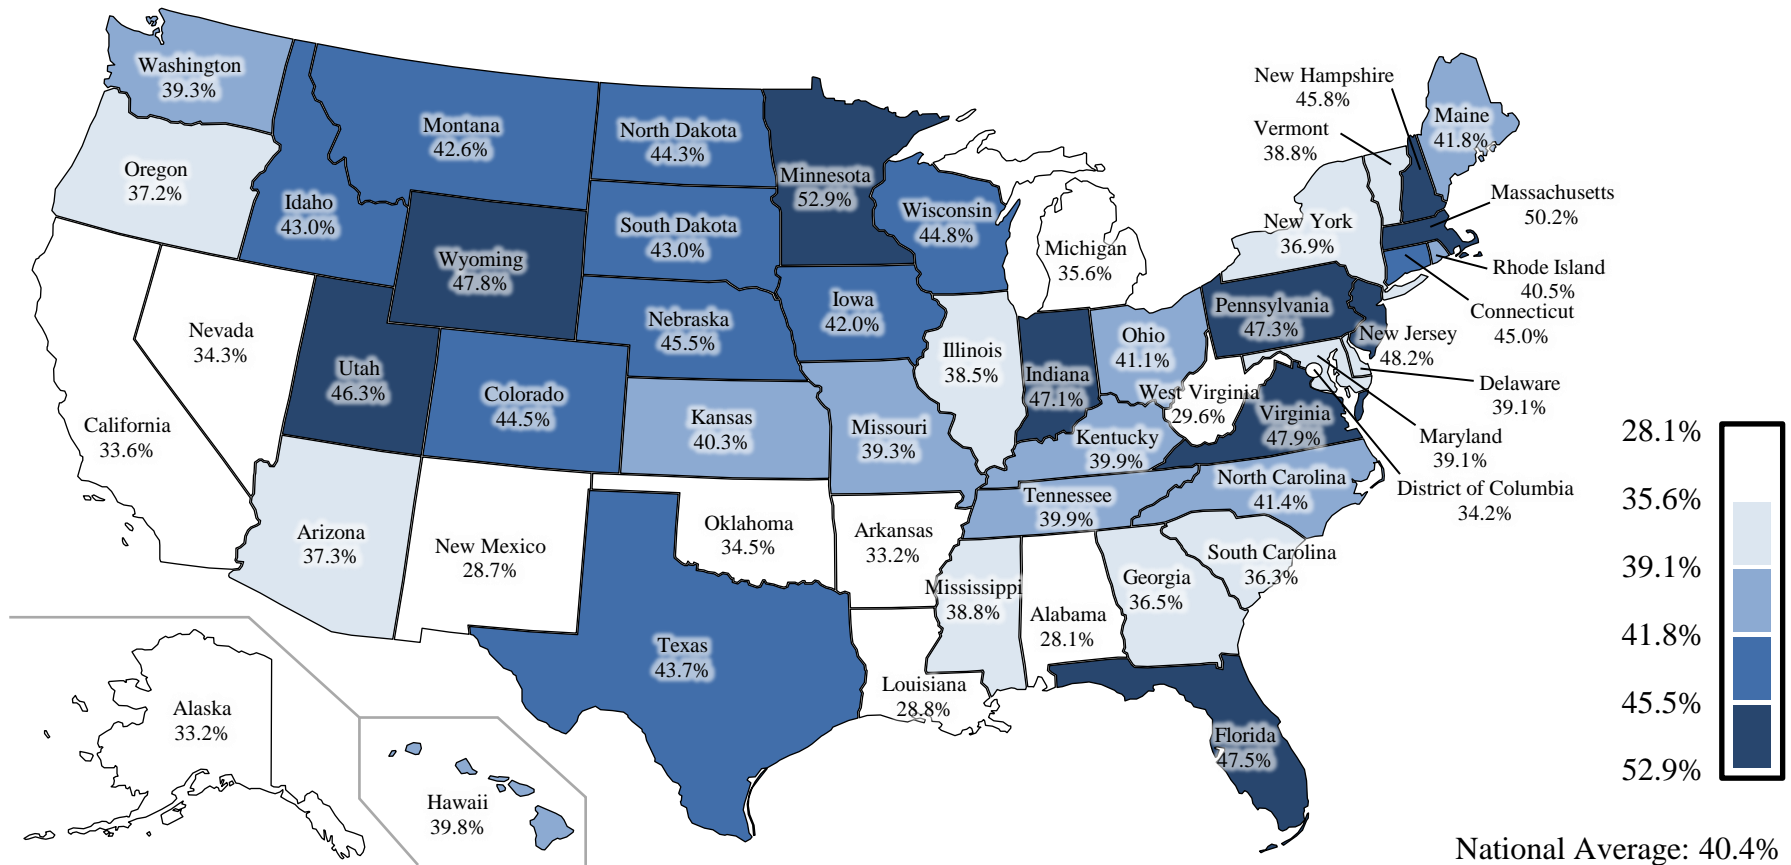 Washington
39.3%
Oregon
37.2%
Idaho
43.0%
Montana
42.6%
North Dakota
44.3%
Minnesota
52.9%
South Dakota
43.0%
Wyoming
47.8%
Wisconsin
44.8%
Michigan
35.6%
New Hampshire
45.8%
Vermont
38.8%
Maine
41.8%
Massachusetts
50.2%
New York
36.9%
Rhode Island
40.5%
Connecticut
45.0%
Pennsylvania
47.3%
New Jersey
48.2%
Nevada
34.3%
Utah
46.3%
Colorado
44.5%
Nebraska
45.5%
Iowa
42.0%
Illinois
38.5%
Indiana
47.1%
Ohio
41.1%
West Virginia
29.6%
Virginia
47.9%
Delaware
39.1%
Maryland
39.1%
District of Columbia
34.2%
California
33.6%
Kansas
40.3%
Missouri
39.3%
Kentucky
39.9%
Tennessee
39.9%
North Carolina
41.4%
South Carolina
36.3%
Arizona
37.3%
New Mexico
28.7%
Oklahoma
34.5%
Arkansas
33.2%
Mississippi
38.8%
Alabama
28.1%
Georgia
36.5%
Texas
43.7%
Louisiana
28.8%
Florida
47.5%
Alaska
33.2%
Hawaii
39.8%
28.1%
35.6%
39.1%
41.8%
45.5%
52.9%
National Average: 40.4%